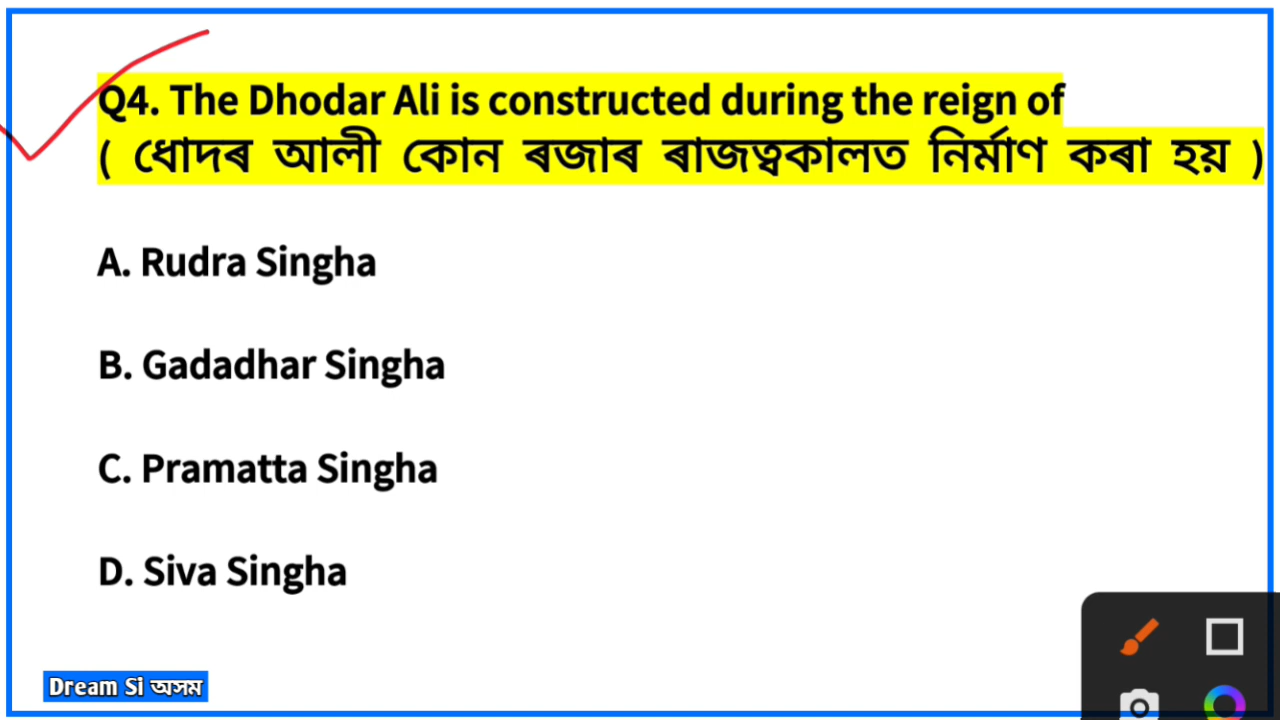 Q4. The Dhodar Ali is constructed during the reign of
( ধোদৰ আলী কোন ৰজাৰ ৰাজত্বকালত নিৰ্মাণ কৰা হয় )
A. Rudra Singha
B. Gadadhar Singha
C. Pramatta Singha
D. Siva Singha
Dream Si অসম